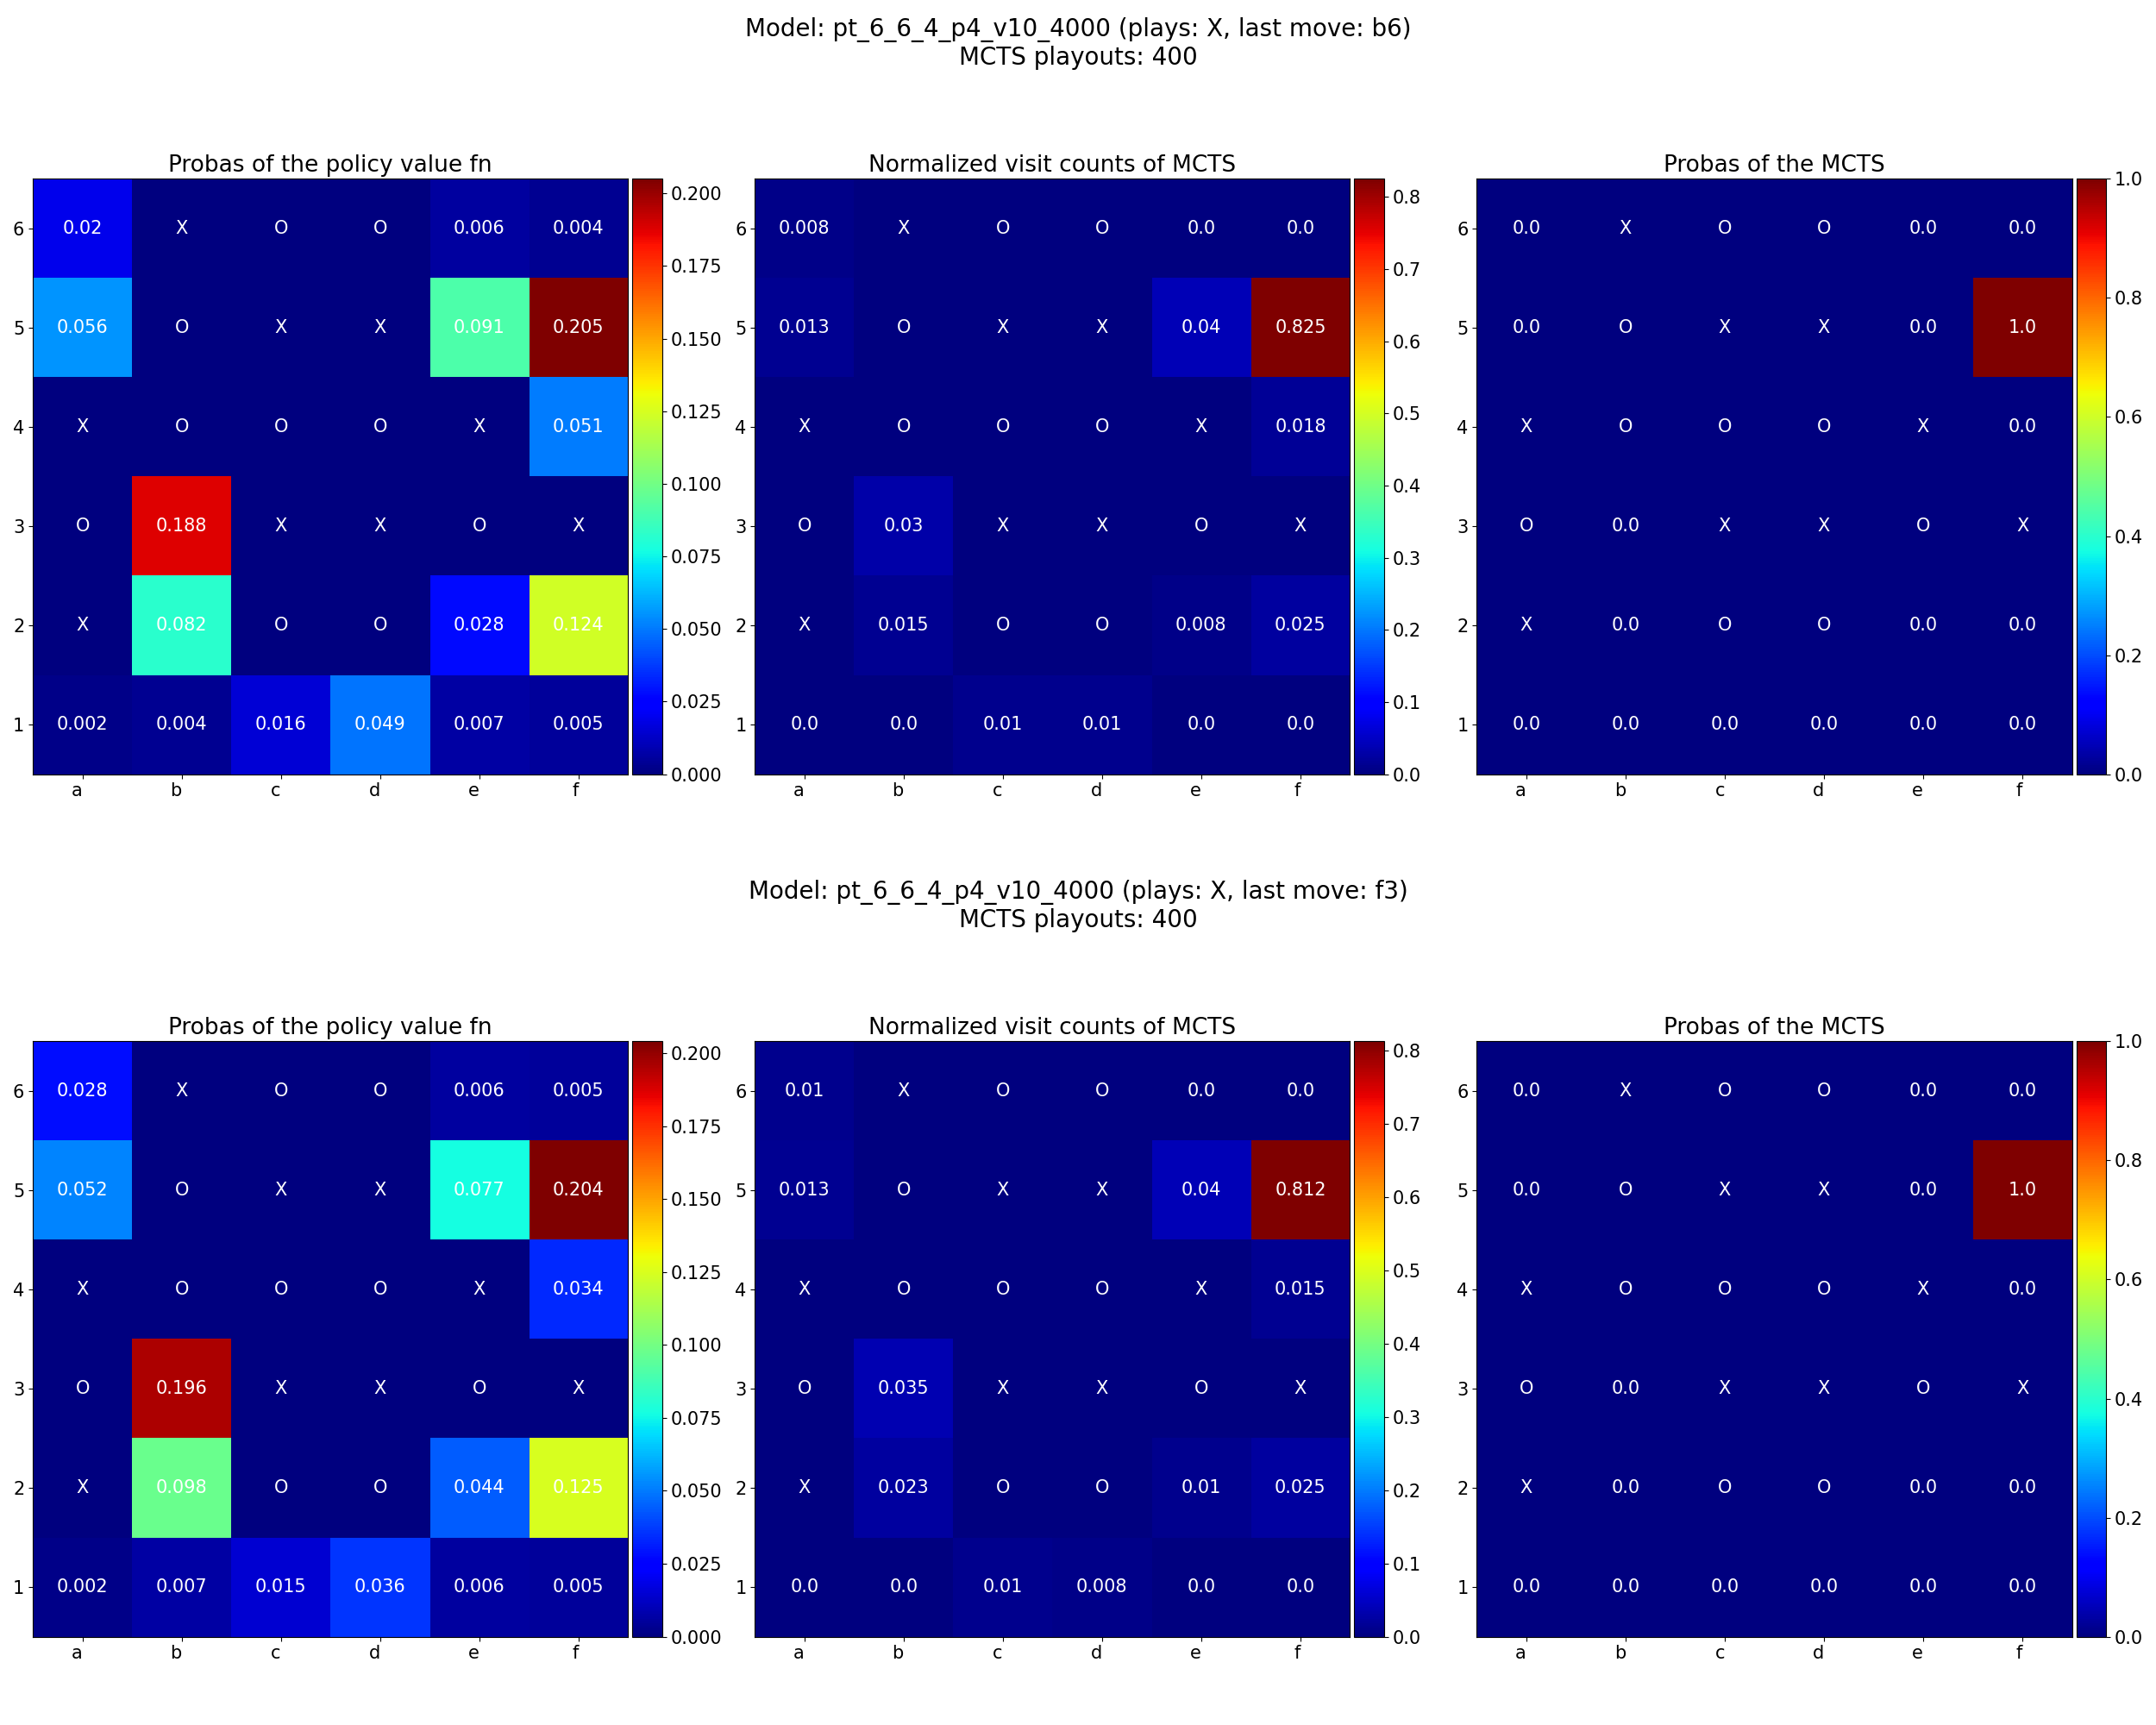 Model: pt_6_6_4_p4_v10_4000 (plays: X, last move: b6)
MCTS playouts: 400
Probas of the policy value fn
6 0.02 X O O 0.006 0.004
5 0.056 O X X 0.091 0.205
4 X O O O X 0.051
3 O 0.188 X X O X
2 X 0.082 O O 0.028 0.124
1 0.002 0.004 0.016 0.049 0.007 0.005
a b c d e f
0.200
0.175
0.150
0.125
0.100
0.075
0.050
0.025
0.000
Normalized visit counts of MCTS
6 0.008 X O O 0.0 0.0
5 0.013 O X X 0.04 0.825
4 X O O O X 0.018
3 O 0.03 X X O X
2 X 0.015 O O 0.008 0.025
1 0.0 0.0 0.01 0.01 0.0 0.0
a b c d e f
0.8
0.7
0.6
0.5
0.4
0.3
0.2
0.1
0.0
Probas of the MCTS
6 0.0 X O O 0.0 0.0
5 0.0 O X X 0.0 1.0
4 X O O O X 0.0
3 O 0.0 X X O X
2 X 0.0 O O 0.0 0.0
1 0.0 0.0 0.0 0.0 0.0 0.0
a b c d e f
1.0
0.8
0.6
0.4
0.2
0.0
Model: pt_6_6_4_p4_v10_4000 (plays: X, last move: f3)
MCTS playouts: 400
Probas of the policy value fn
6 0.028 X O O 0.006 0.005
5 0.052 O X X 0.077 0.204
4 X O O O X 0.034
3 O 0.196 X X O X
2 X 0.098 O O 0.044 0.125
1 0.002 0.007 0.015 0.036 0.006 0.005
a b c d e f
0.200
0.175
0.150
0.125
0.100
0.075
0.050
0.025
0.000
Normalized visit counts of MCTS
6 0.01 X O O 0.0 0.0
5 0.013 O X X 0.04 0.812
4 X O O O X 0.015
3 O 0.035 X X O X
2 X 0.023 O O 0.01 0.025
1 0.0 0.0 0.01 0.008 0.0 0.0
a b c d e f
0.8
0.7
0.6
0.5
0.4
0.3
0.2
0.1
0.0
Probas of the MCTS
6 0.0 X O O 0.0 0.0
5 0.0 O X X 0.0 1.0
4 X O O O X 0.0
3 O 0.0 X X O X
2 X 0.0 O O 0.0 0.0
1 0.0 0.0 0.0 0.0 0.0 0.0
a b c d e f
1.0
0.8
0.6
0.4
0.2
0.0